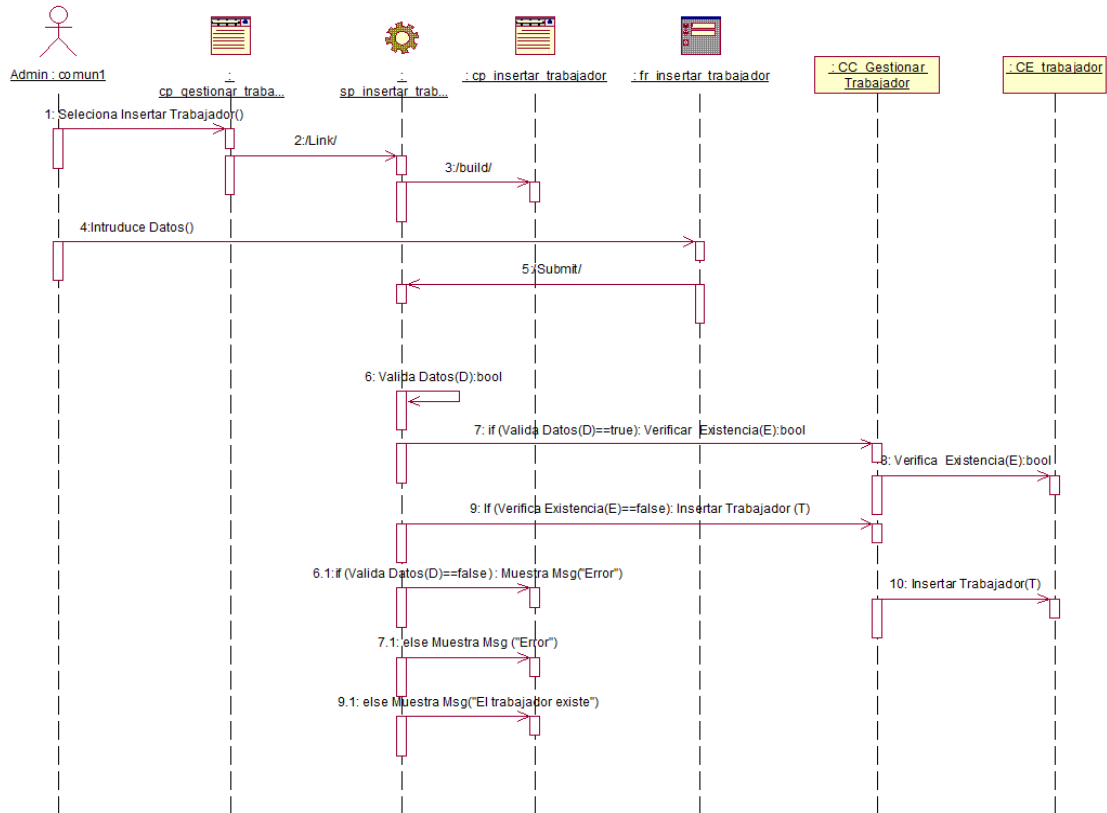 Admin : comun1
:
cp_gestionar_traba...
:
sp_insertar_trab...
: cp_insertar_trabajador
: fr_insertar_trabajador
: CC_Gestionar
Trabajador
: CE_trabajador
1: Seleciona Insertar Trabajador()
2:/Link/
3:/build/
4:Intruduce Datos()
5:/Submit/
6: Valida Datos(D):bool
7: if (Valida Datos(D)==true): Verificar Existencia(E):bool
8: Verifica Existencia(E):bool
9: If (Verifica Existencia(E)==false): Insertar Trabajador (T)
6.1:if (Valida Datos(D)==false) : Muestra Msg("Error")
10: Insertar Trabajador(T)
7.1: else Muestra Msg ("Error")
9.1: else Muestra Msg("El trabajador existe")